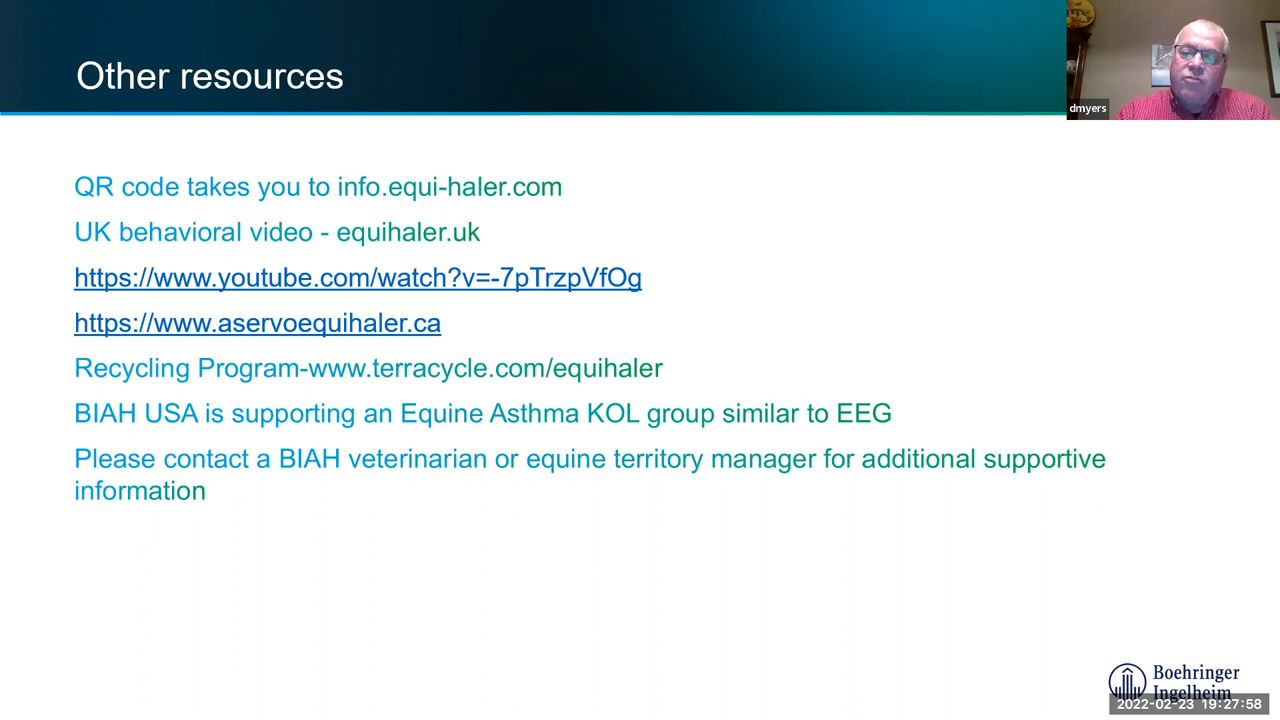 Other resources
dmyers
QR code takes you to info.equi-haler.com
UK behavioral video - equihaler.uk
https://www.youtube.com/watch?v=-7pTrzpVfOg
https://www.aservoequihaler.ca
Recycling Program-www.terracycle.com/equihaler
BIAH USA is supporting an Equine Asthma KOL group similar to EEG
Please contact a BIAH veterinarian or equine territory manager for additional supportive
information
Boehringer
Ingelheim
2022-02-23 19:27:58